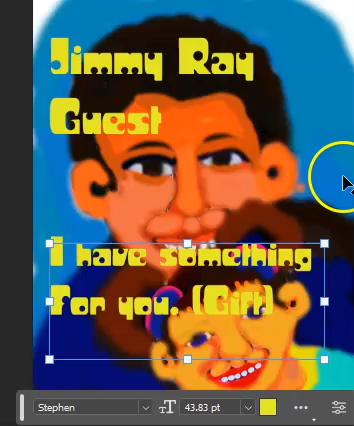 Jimmy Ray
Guest
I have something
for you. (Gift)
Stephen
43.83 pt